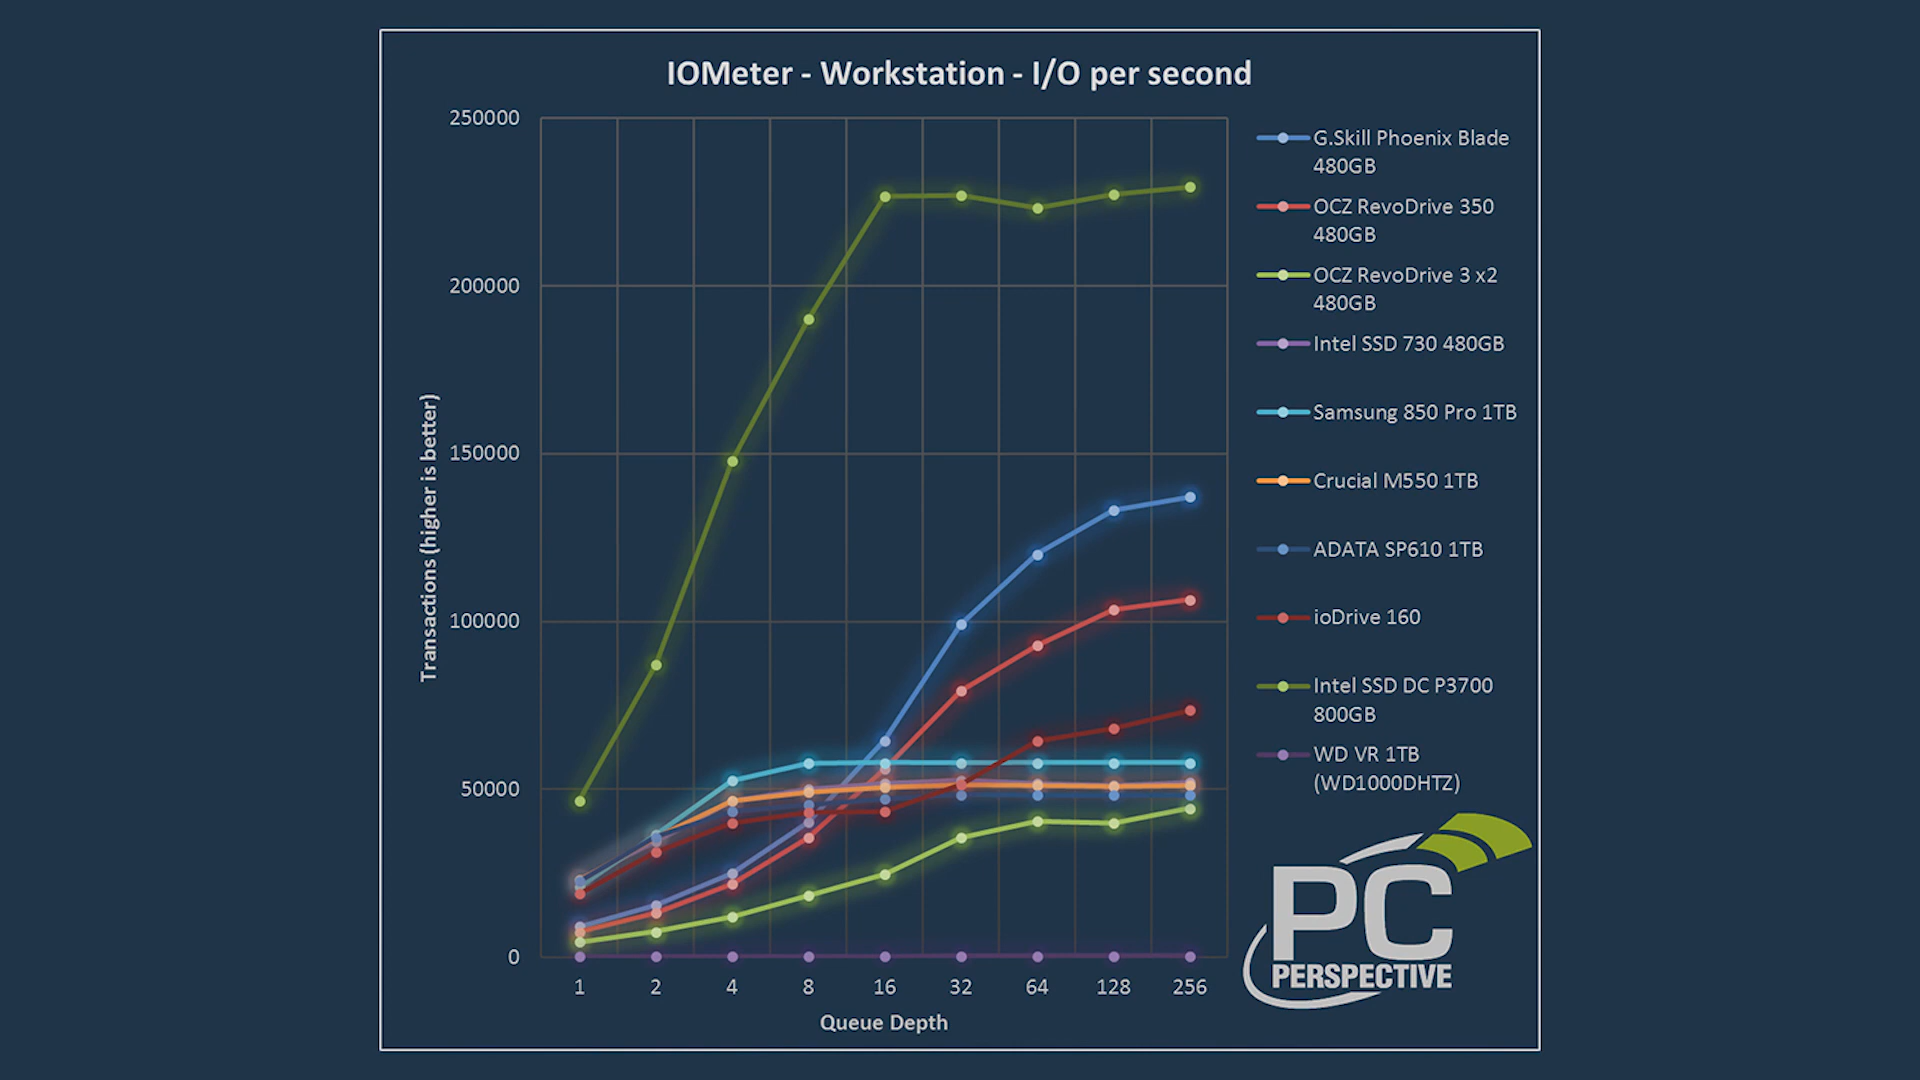 IOMeter - Workstation - I/O per second
250000
200000
150000
100000
50000
0
Transactions (higher is better)
1 2 4 8 16 32 64 128 256
Queue Depth
G.Skill Phoenix Blade
480GB
OCZ RevoDrive 350
480GB
OCZ RevoDrive 3 x2
480GB
Intel SSD 730 480GB
Samsung 850 Pro 1TB
Crucial M550 1TB
ADATA SP610 1TB
ioDrive 160
Intel SSD DC P3700
800GB
WD VR 1TB
(WD1000DHTZ)
PC
PERSPECTIVE